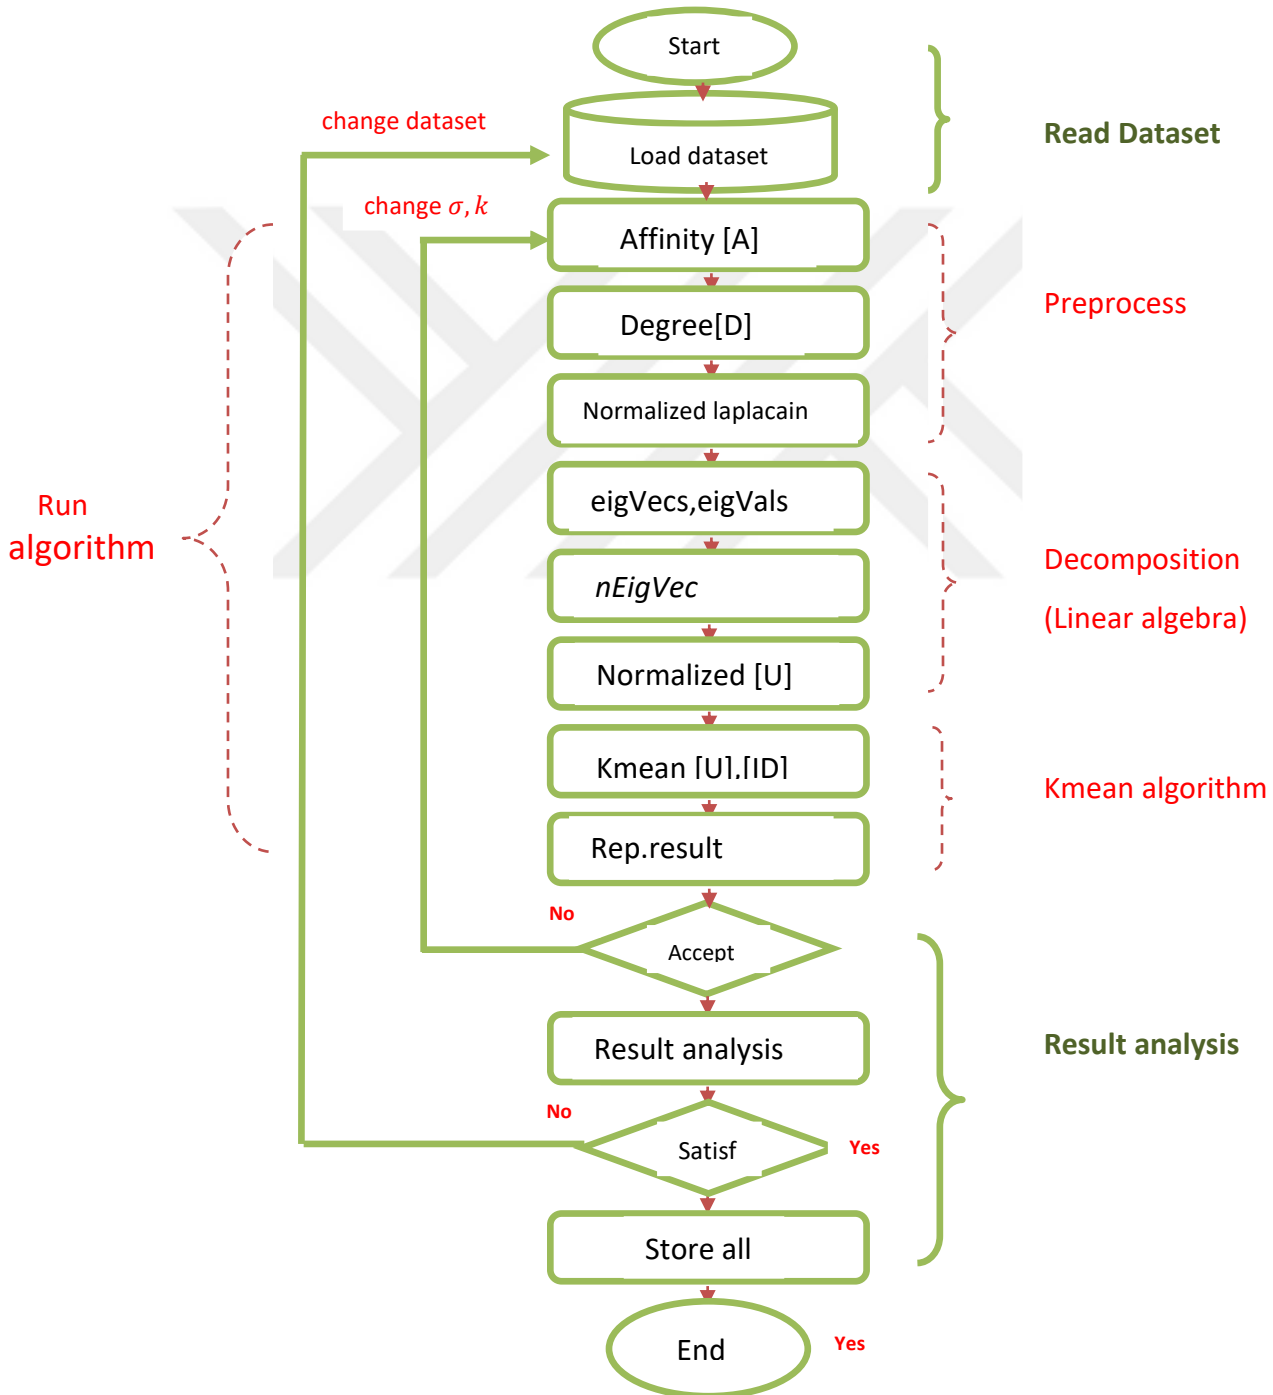 Start
change dataset
Read Dataset
Load dataset
change σ, k
Affinity [A]
Preprocess
Degree[D]
Normalized laplacain
Run
algorithm
eigVecs,eigVals
Decomposition
(Linear algebra)
nEigVec
Normalized [U]
Kmean [U],[ID]
Kmean algorithm
Rep.result
No
Accept
Result analysis
Result analysis
No
Satisf
Yes
Store all
End
Yes